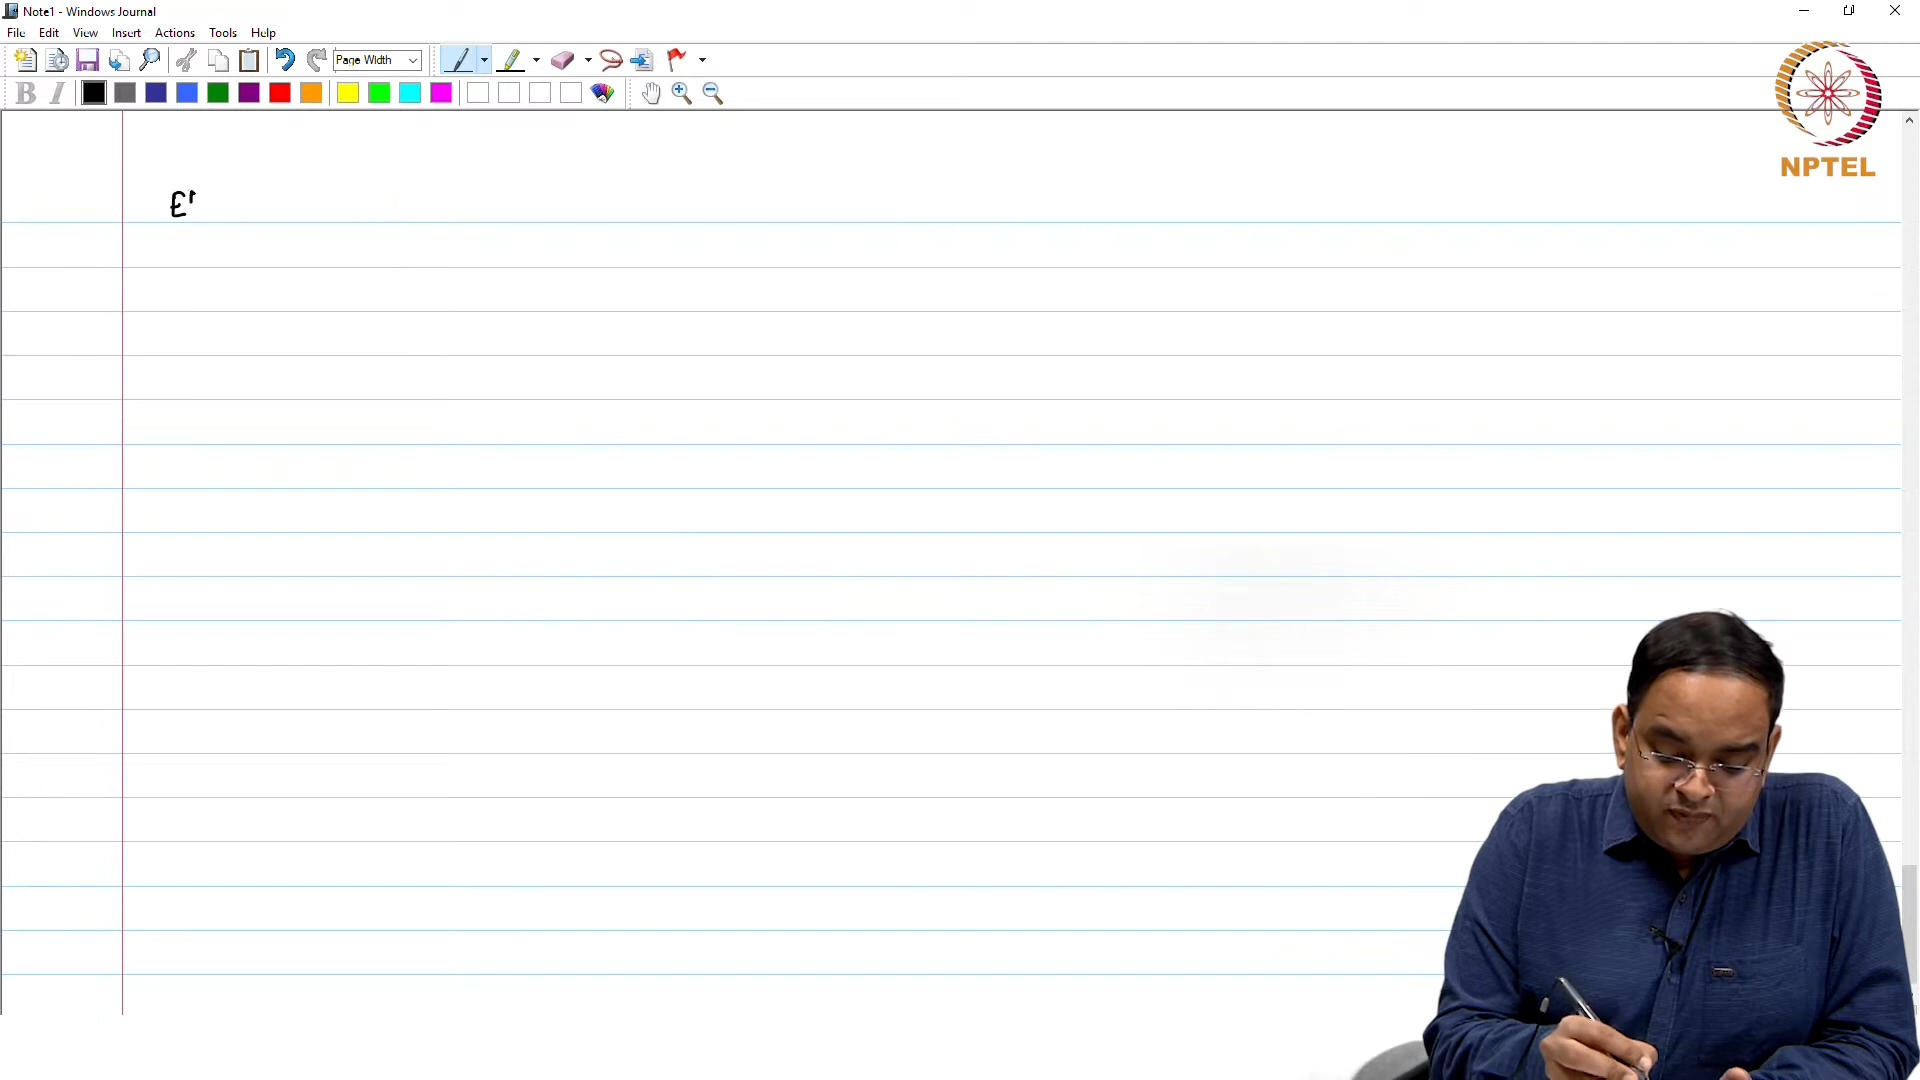 Note1 - Windows Journal
File Edit View Insert Actions Tools Help
Page Width
B I
NPTEL